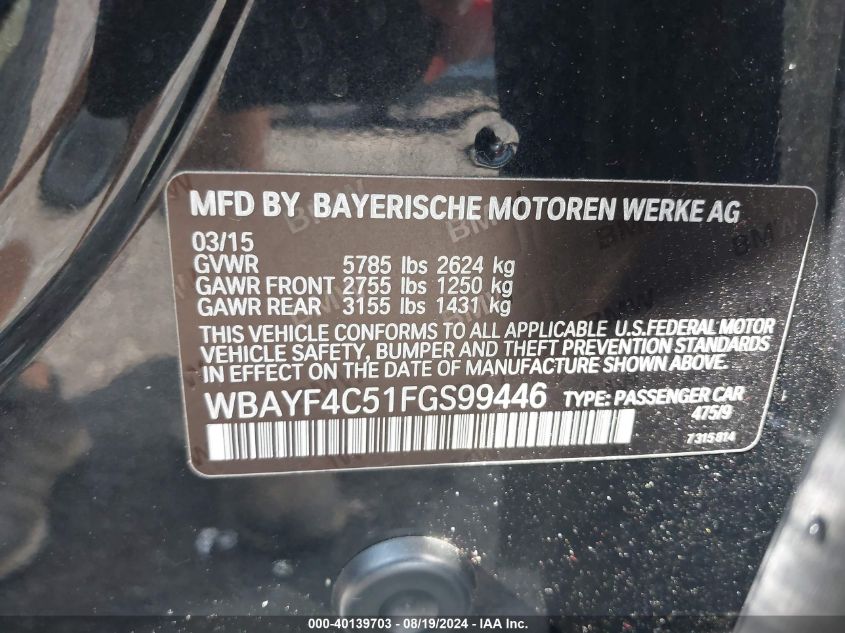 MFD BY BAYERISCHE MOTOREN WERKE AG
03/15
GVWR 5785 lbs 2624 kg
GAWR FRONT 2755 lbs 1250 kg
GAWR REAR 3155 lbs 1431 kg
THIS VEHICLE CONFORMS TO ALL APPLICABLE U.S.FEDERAL MOTOR
VEHICLE SAFETY, BUMPER AND THEFT PREVENTION STANDARDS
IN EFFECT ON THE DATE OF MANUFACTURE SHOWN ABOVE.
WBAYF4C51FGS99446 TYPE: PASSENGER CAR
475/9
7315814
000-40139703 - 08/19/2024 - IAA Inc.